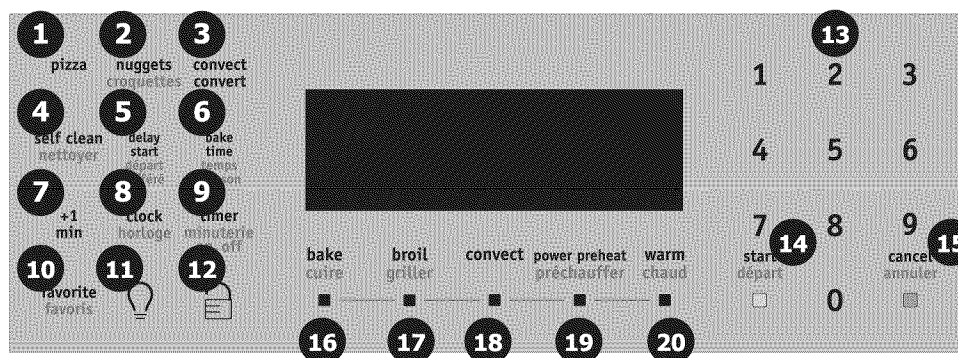 1 2 3
pizza nuggets convect
croquettes convert
4 5 6
self clean delay bake
nettoyer start time
départ temps
7 8 9
+1 clock timer
min horloge minuterie
off
10 11 12
favorite
favoris
bake broil convect power preheat warm
cuire griller préchauffer chaud
16 17 18 19 20
13
1 2 3
4 5 6
7 8 9
14 15
start cancel
départ annuler
0